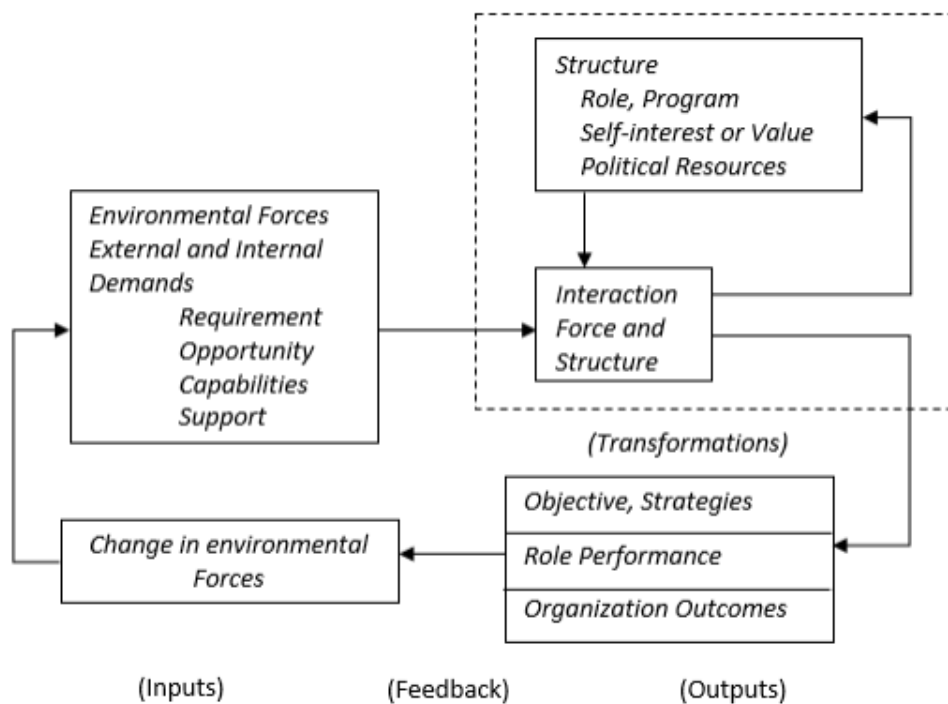 Structure
Role, Program
Self-interest or Value
Political Resources
Environmental Forces
External and Internal
Demands
Requirement
Opportunity
Capabilities
Support
Interaction
Force and
Structure
(Transformations)
Objective, Strategies
Role Performance
Organization Outcomes
Change in environmental
Forces
(Inputs)
(Feedback)
(Outputs)